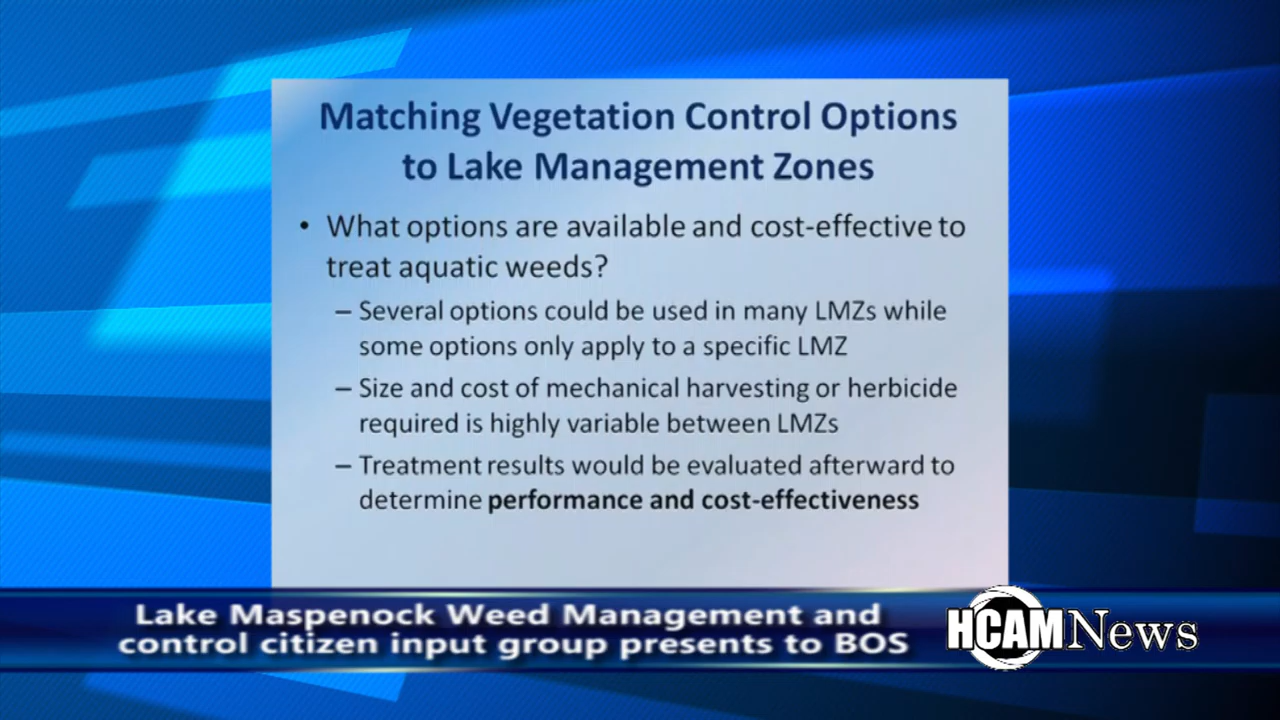 Matching Vegetation Control Options
to Lake Management Zones
• What options are available and cost-effective to
treat aquatic weeds?
– Several options could be used in many LMZs while
some options only apply to a specific LMZ
– Size and cost of mechanical harvesting or herbicide
required is highly variable between LMZs
– Treatment results would be evaluated afterward to
determine performance and cost-effectiveness
Lake Maspenock Weed Management and
control citizen input group presents to BOS
HCAM News